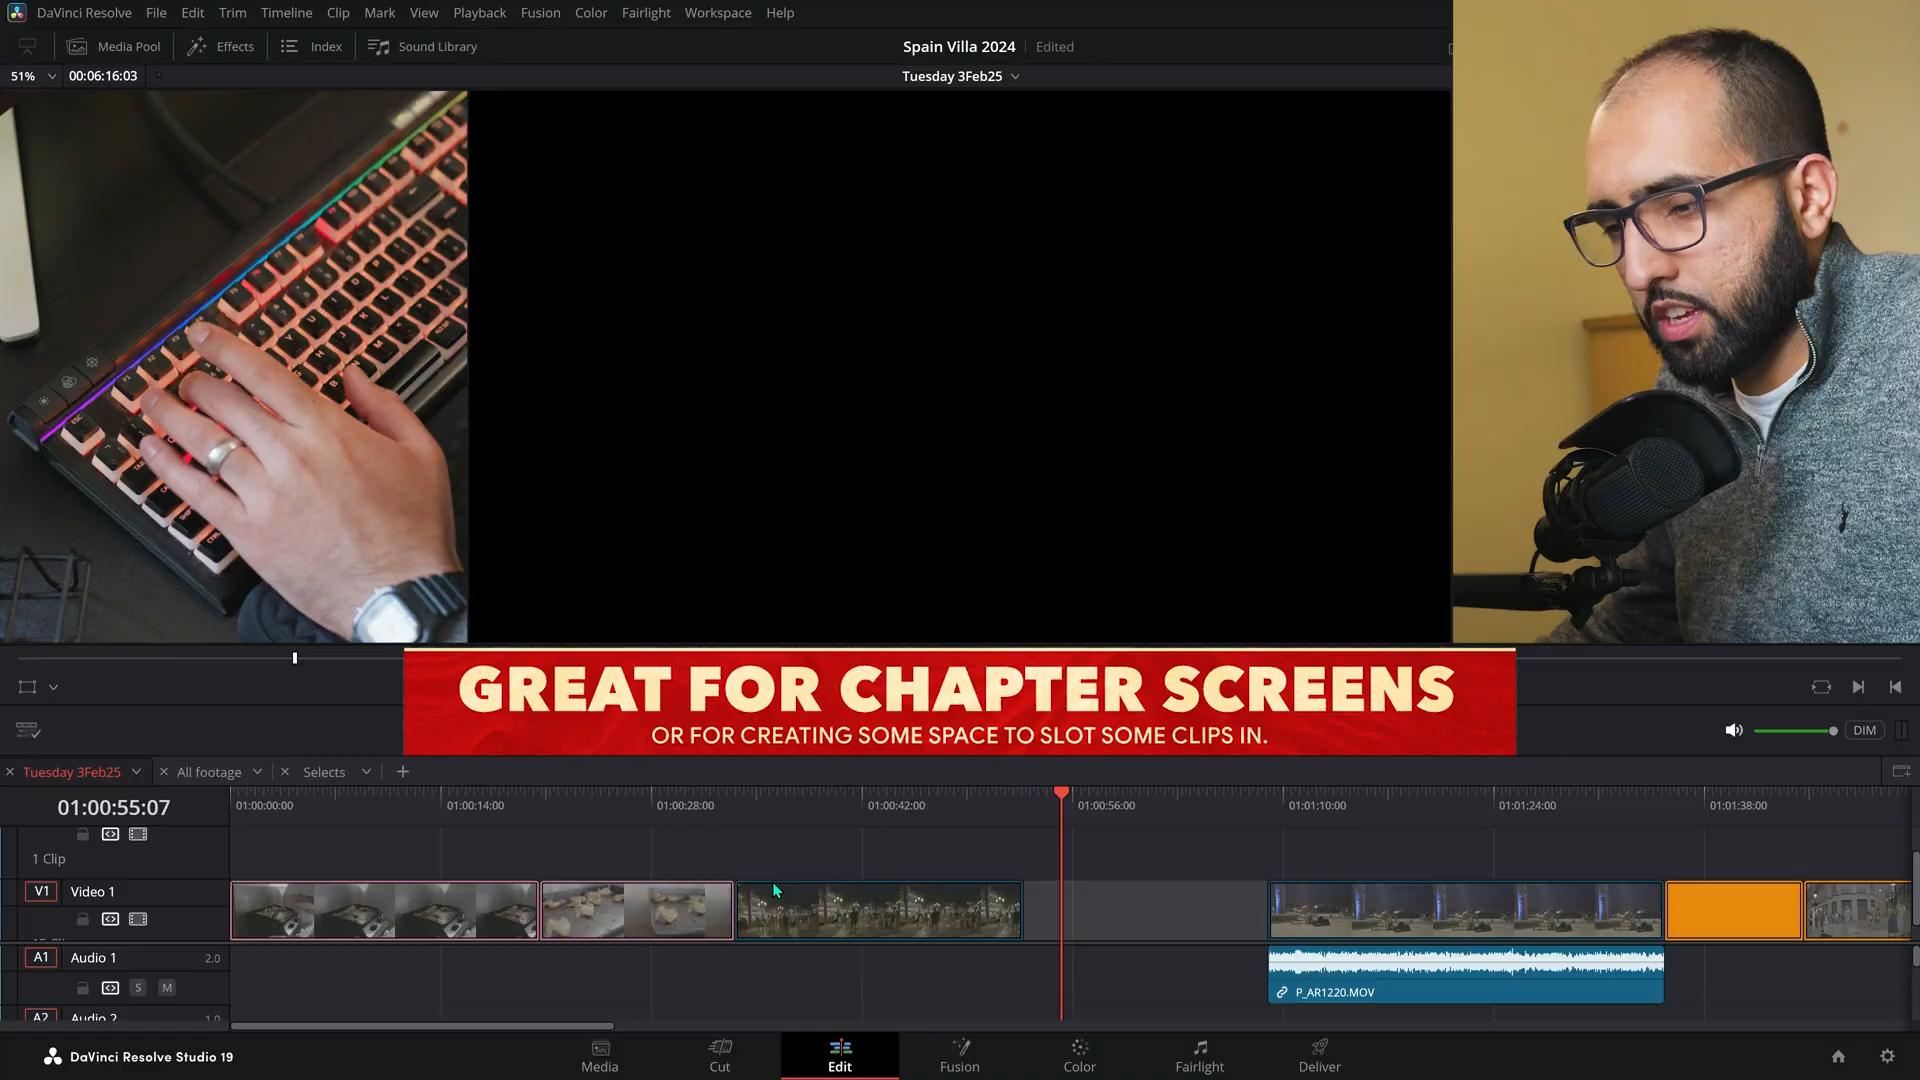 DaVinci Resolve File Edit Trim Timeline Clip Mark View Playback Fusion Color Fairlight Workspace Help
Media Pool Effects Index Sound Library Spain Villa 2024 Edited
51% 00:06:16:03 Tuesday 3Feb25
GREAT FOR CHAPTER SCREENS
OR FOR CREATING SOME SPACE TO SLOT SOME CLIPS IN.
DIM
Tuesday 3Feb25 All footage Selects
01:00:55:07 01:00:00:00 01:00:14:00 01:00:28:00 01:00:42:00 01:00:56:00 01:01:10:00 01:01:24:00 01:01:38:00
1 Clip
V1 Video 1
A1 Audio 1 2.0
S M P_AR1220.MOV
A2 Audio 2 1.0
DaVinci Resolve Studio 19 Media Cut Edit Fusion Color Fairlight Deliver